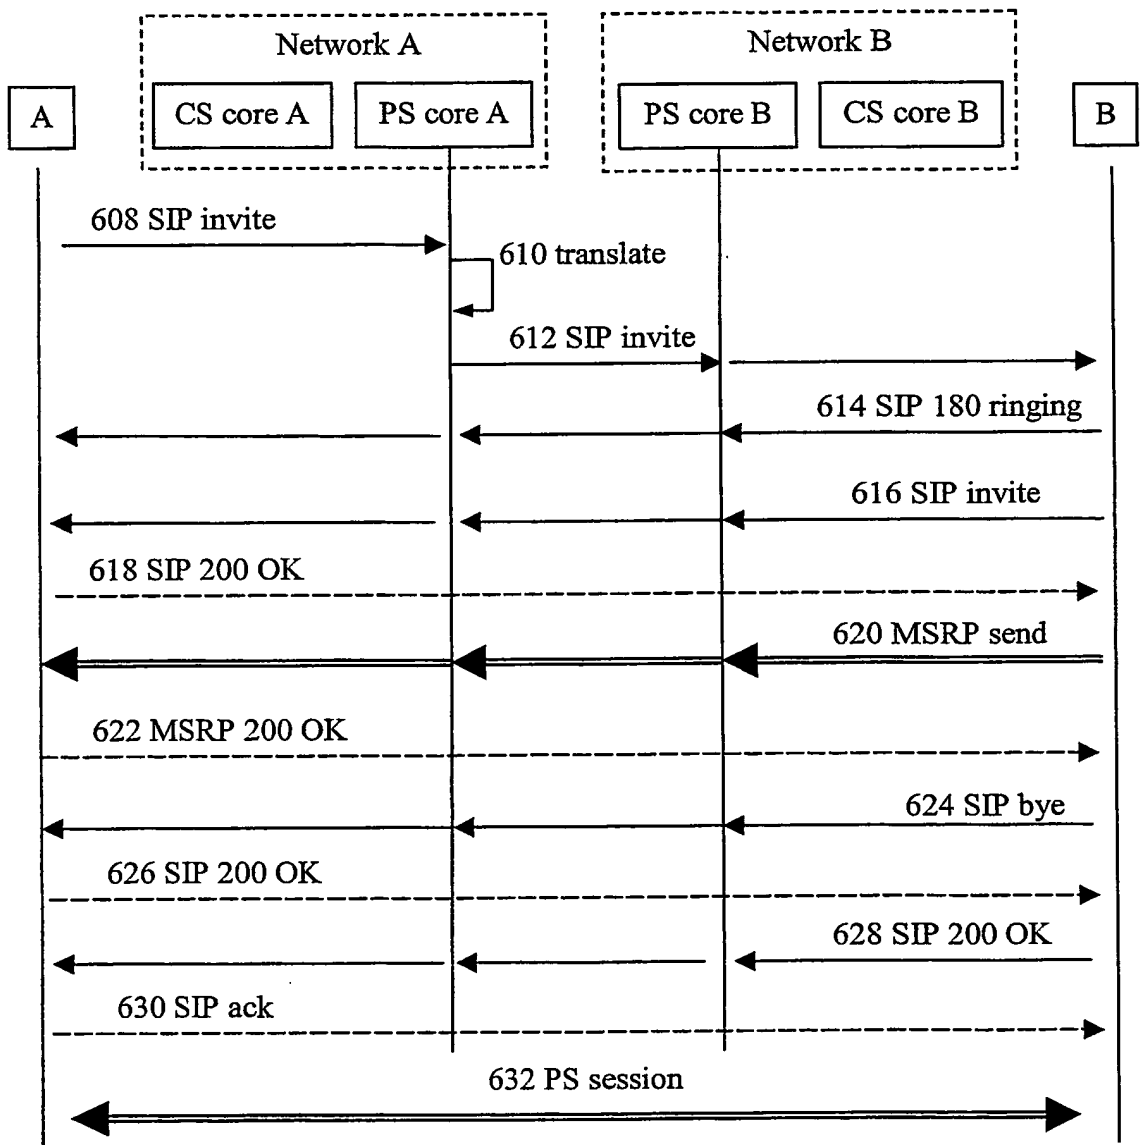 Network A
Network B
A
CS core A
PS core A
PS core B
CS core B
B
608 SIP invite
610 translate
612 SIP invite
614 SIP 180 ringing
616 SIP invite
618 SIP 200 OK
620 MSRP send
622 MSRP 200 OK
624 SIP bye
626 SIP 200 OK
628 SIP 200 OK
630 SIP ack
632 PS session